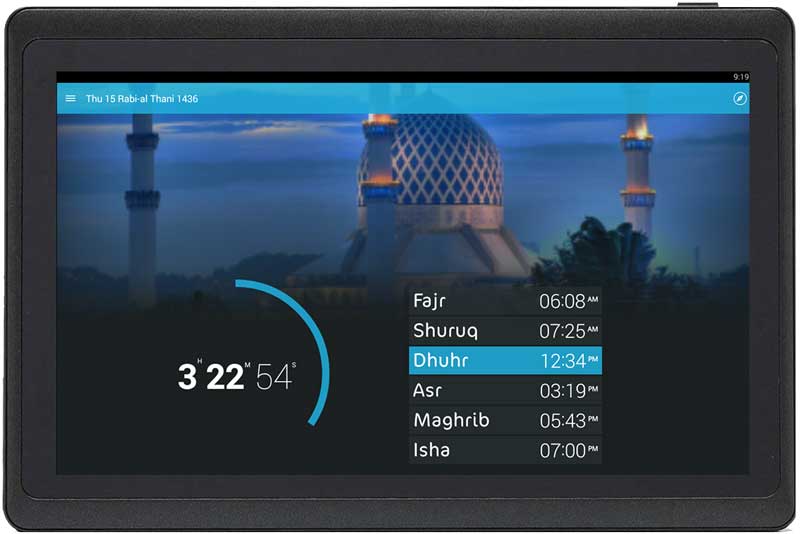 9:19
Thu 15 Rabi-al Thani 1436
3 H 22 M 54 S
Fajr 06:08 AM
Shuruq 07:25 AM
Dhuhr 12:34 PM
Asr 03:19 PM
Maghrib 05:43 PM
Isha 07:00 PM